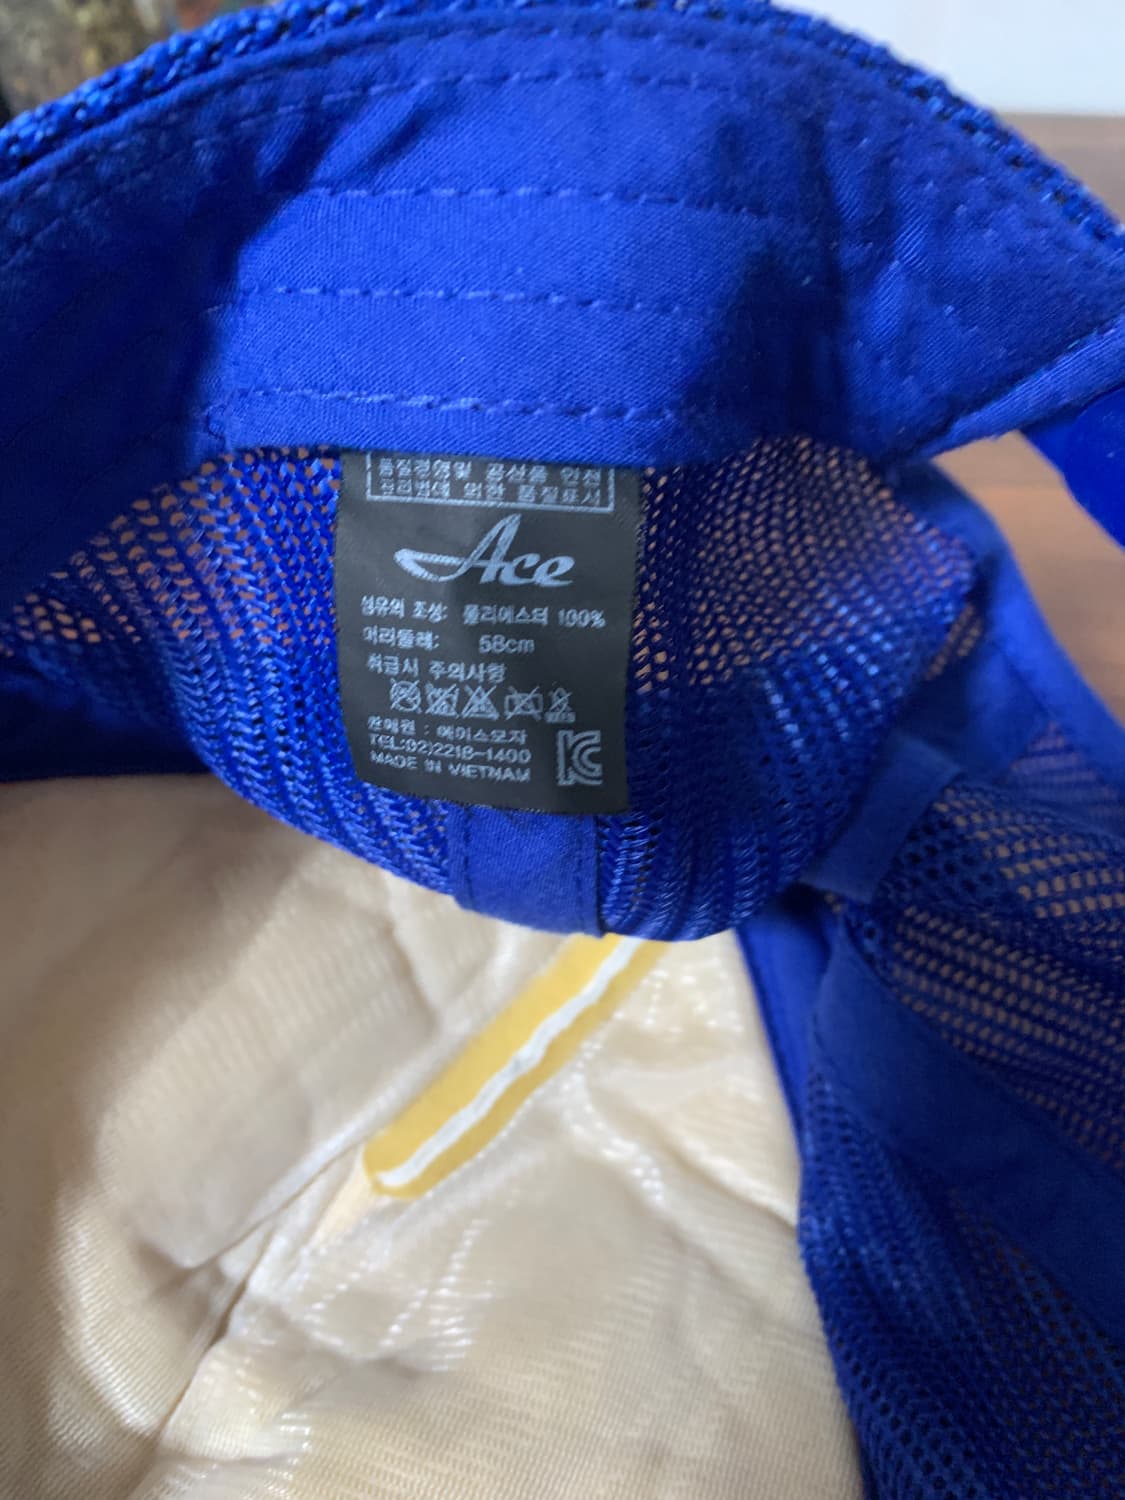 품질경영및 공산품 안전
관리법에 의한 품질표시
Ace
섬유의 조성: 폴리에스터 100%
머리둘레: 58cm
취급시 주의사항
판매원 : 에이스모자
TEL:02)2218-1400
MADE IN VIETNAM
KC